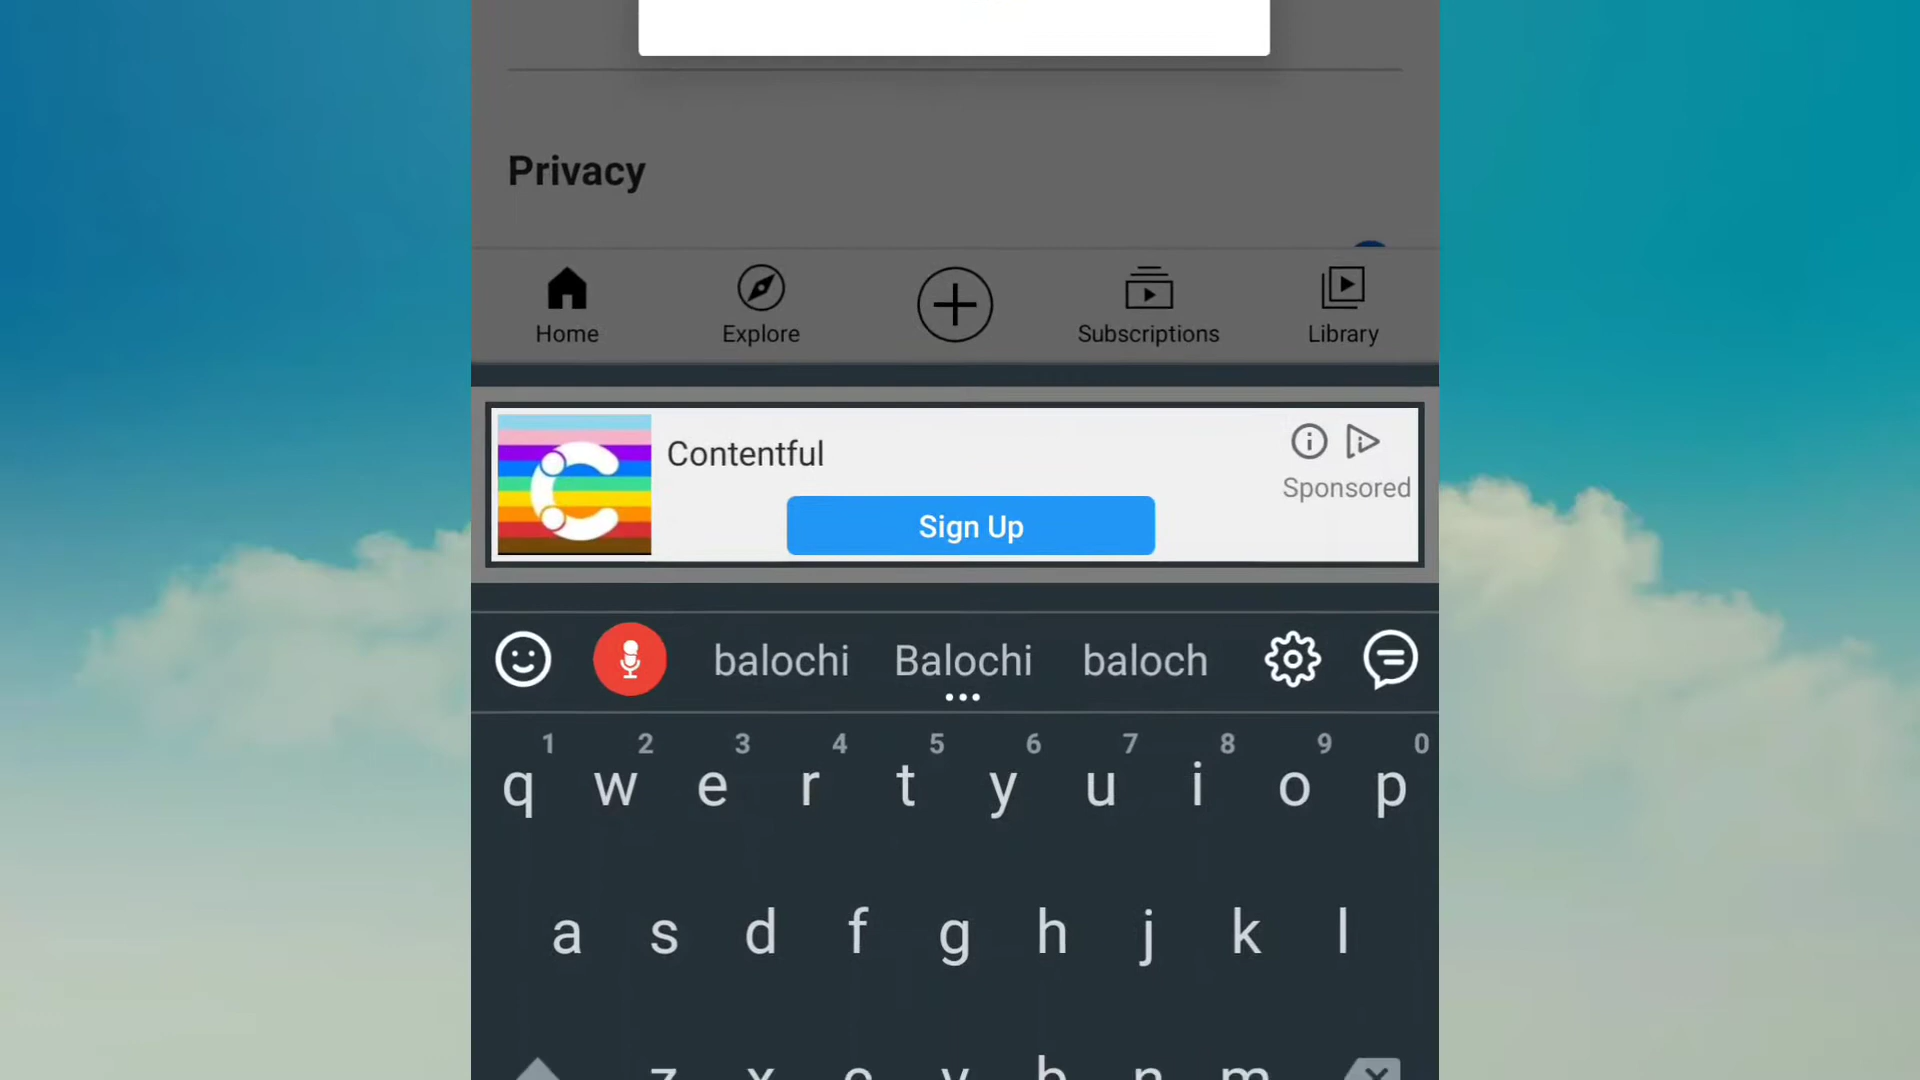 Privacy
Home Explore Subscriptions Library
Contentful
Sponsored
Sign Up
balochi Balochi baloch
1 2 3 4 5 6 7 8 9 0
q w e r t y u i o p
a s d f g h j k l
z x c v b n m